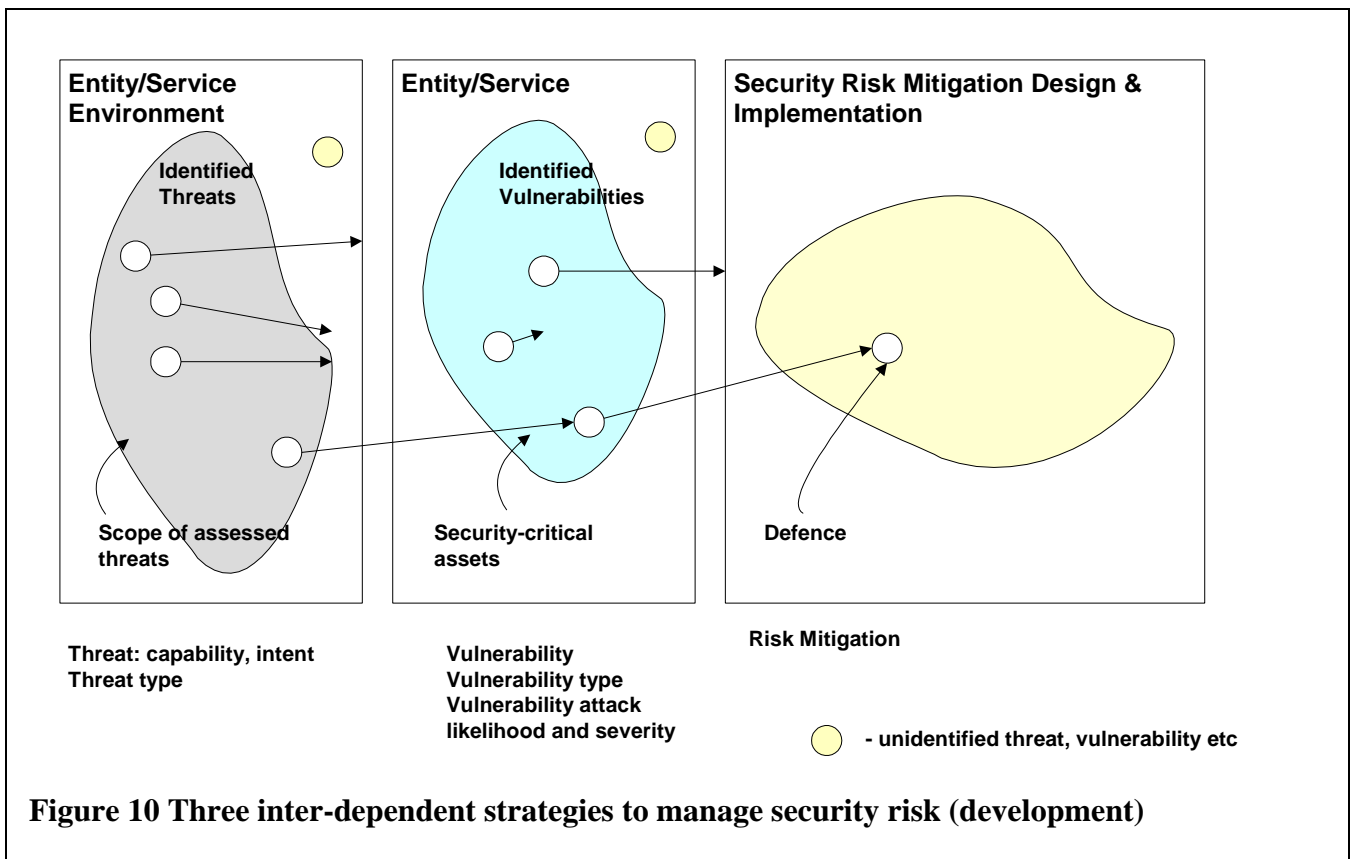 Entity/Service
Environment
Identified
Threats
Scope of assessed
threats
Threat: capability, intent
Threat type
Entity/Service
Identified
Vulnerabilities
Security-critical
assets
Vulnerability
Vulnerability type
Vulnerability attack
likelihood and severity
Security Risk Mitigation Design &
Implementation
Defence
Risk Mitigation
- unidentified threat, vulnerability etc
Figure 10 Three inter-dependent strategies to manage security risk (development)